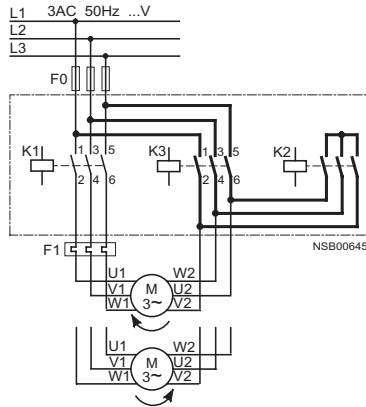 L1 3AC 50Hz ...V
L2
L3
F0
K1 1 3 5 K3 1 3 5 K2
2 4 6 2 4 6
NSB00645
F1
U1 W2
V1 M U2
W1 3~ V2
U1 W2
V1 M U2
W1 3~ V2